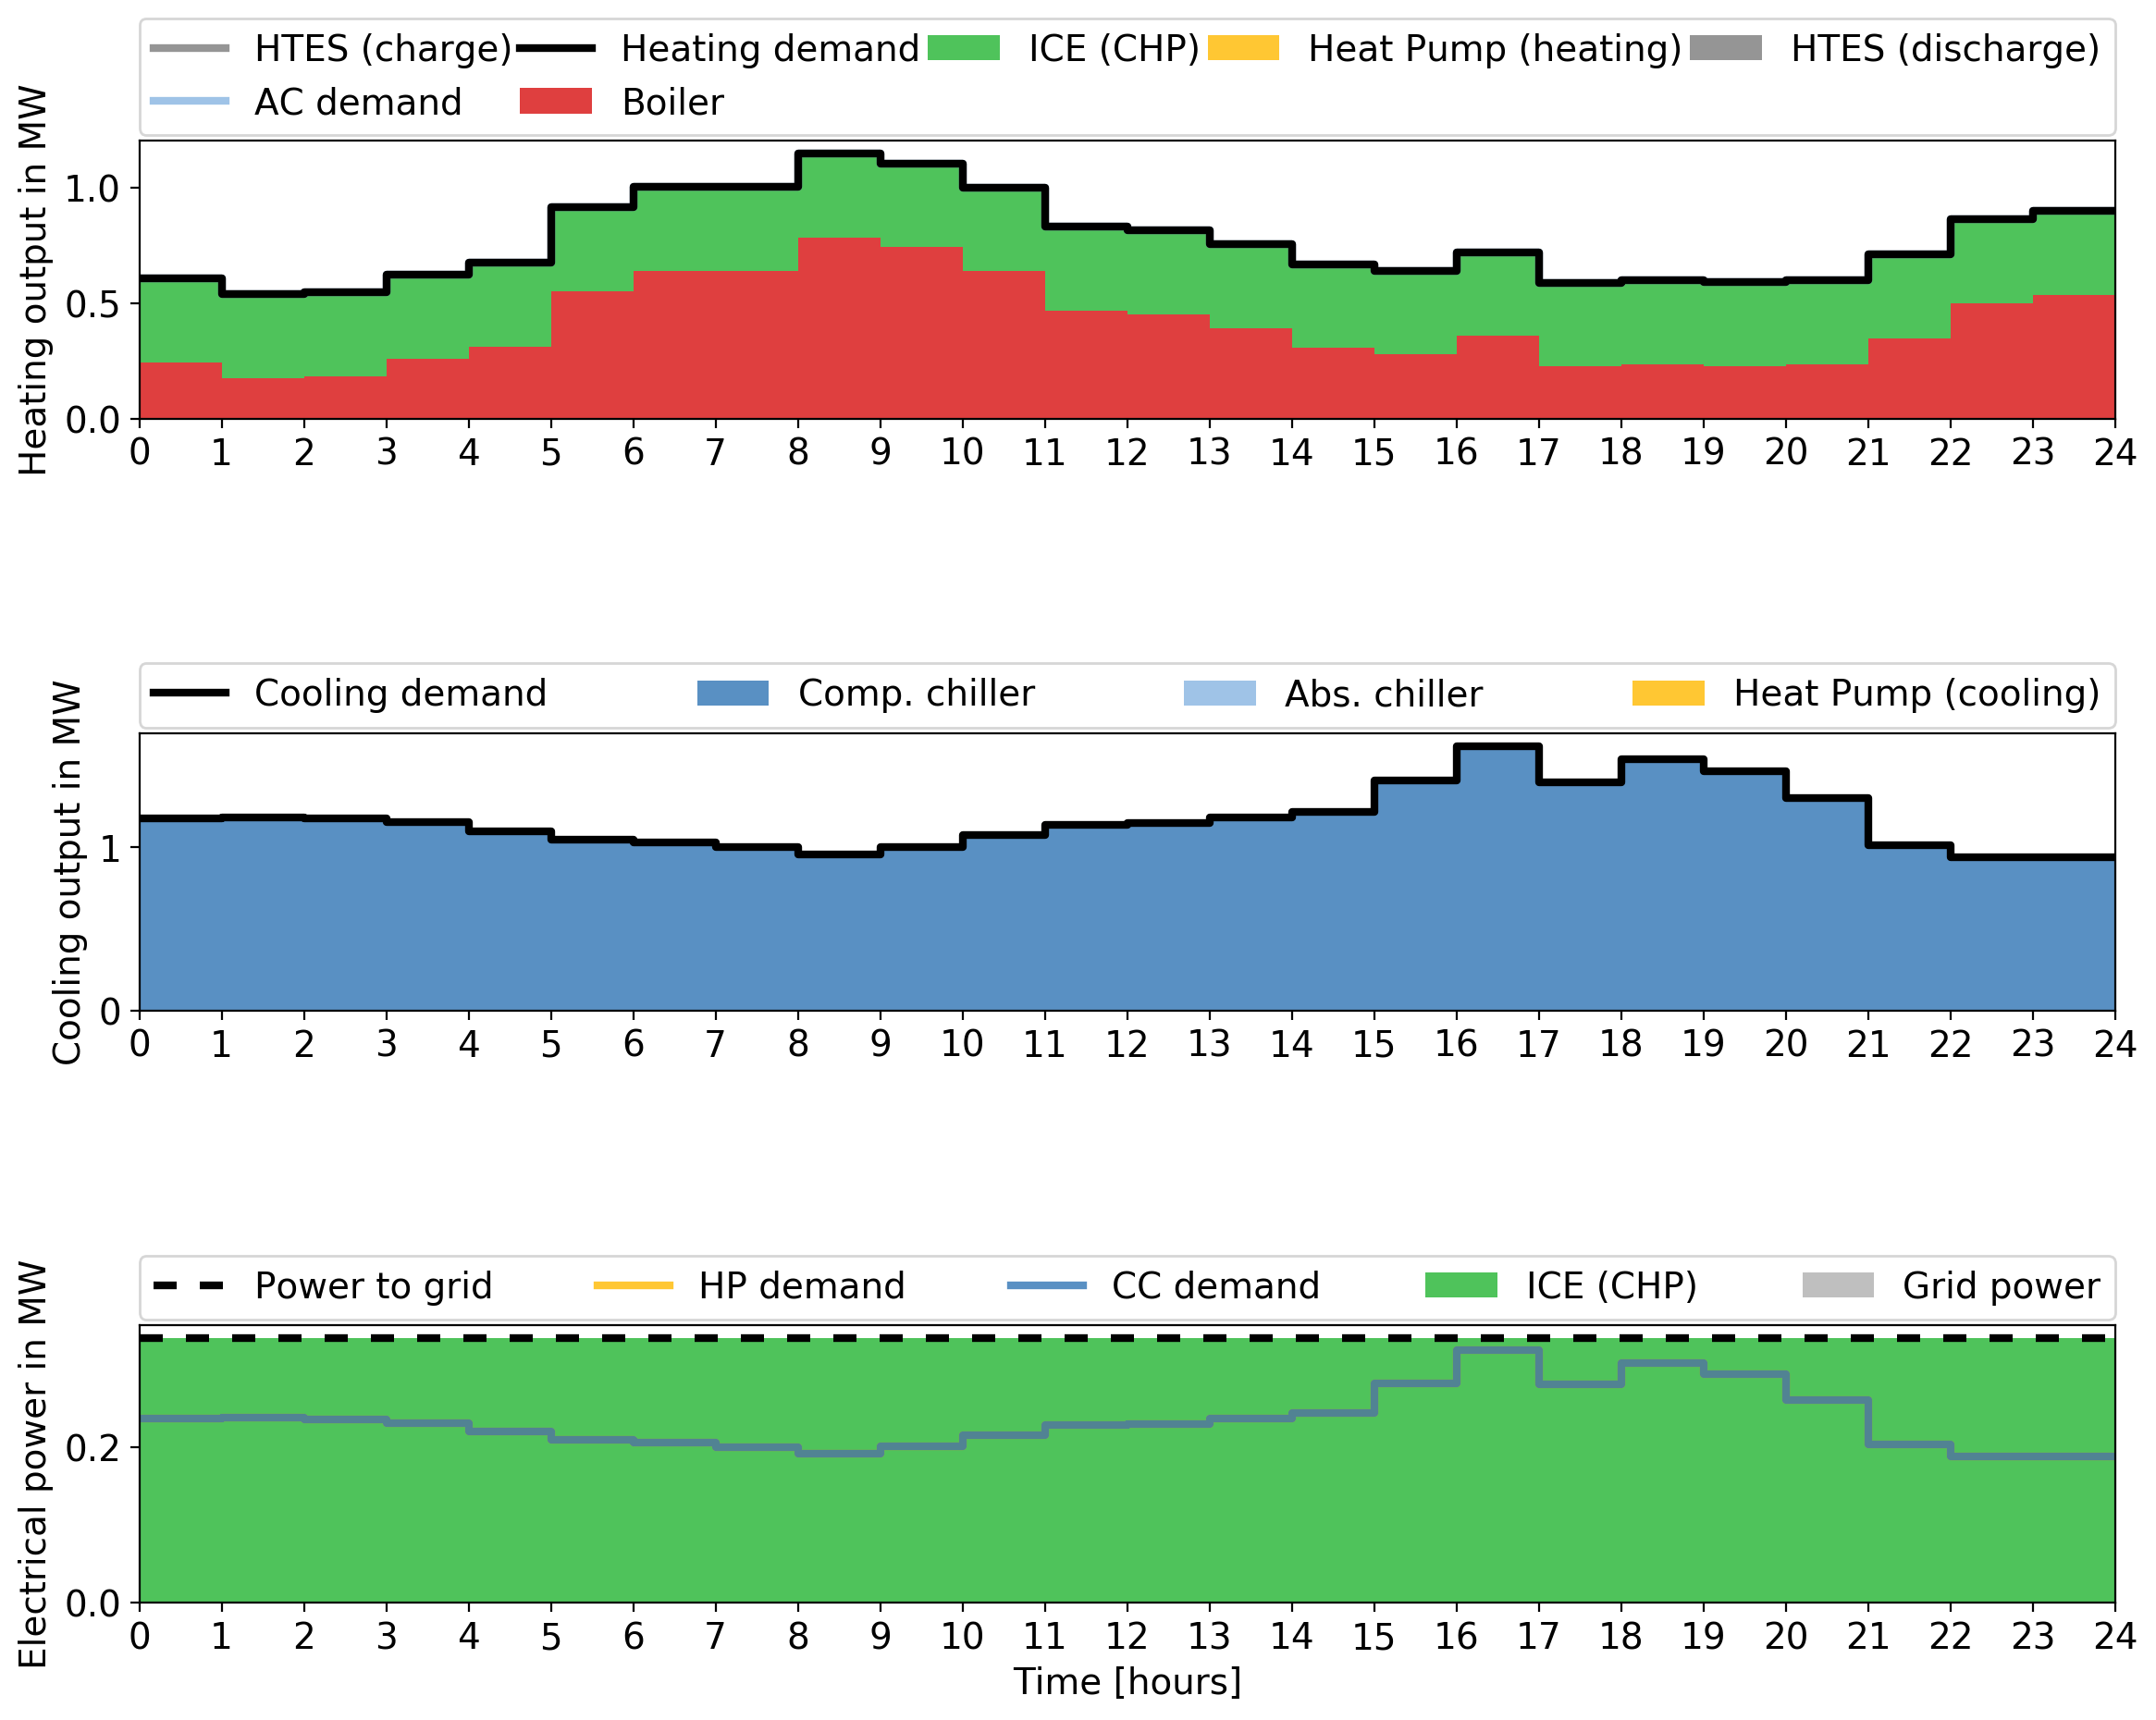 HTES (charge) Heating demand ICE (CHP) Heat Pump (heating) HTES (discharge)
AC demand Boiler
Heating output in MW
1.0
0.5
0.0
0 1 2 3 4 5 6 7 8 9 10 11 12 13 14 15 16 17 18 19 20 21 22 23 24
Cooling demand Comp. chiller Abs. chiller Heat Pump (cooling)
Cooling output in MW
1
0
0 1 2 3 4 5 6 7 8 9 10 11 12 13 14 15 16 17 18 19 20 21 22 23 24
Power to grid HP demand CC demand ICE (CHP) Grid power
Electrical power in MW
0.2
0.0
0 1 2 3 4 5 6 7 8 9 10 11 12 13 14 15 16 17 18 19 20 21 22 23 24
Time [hours]